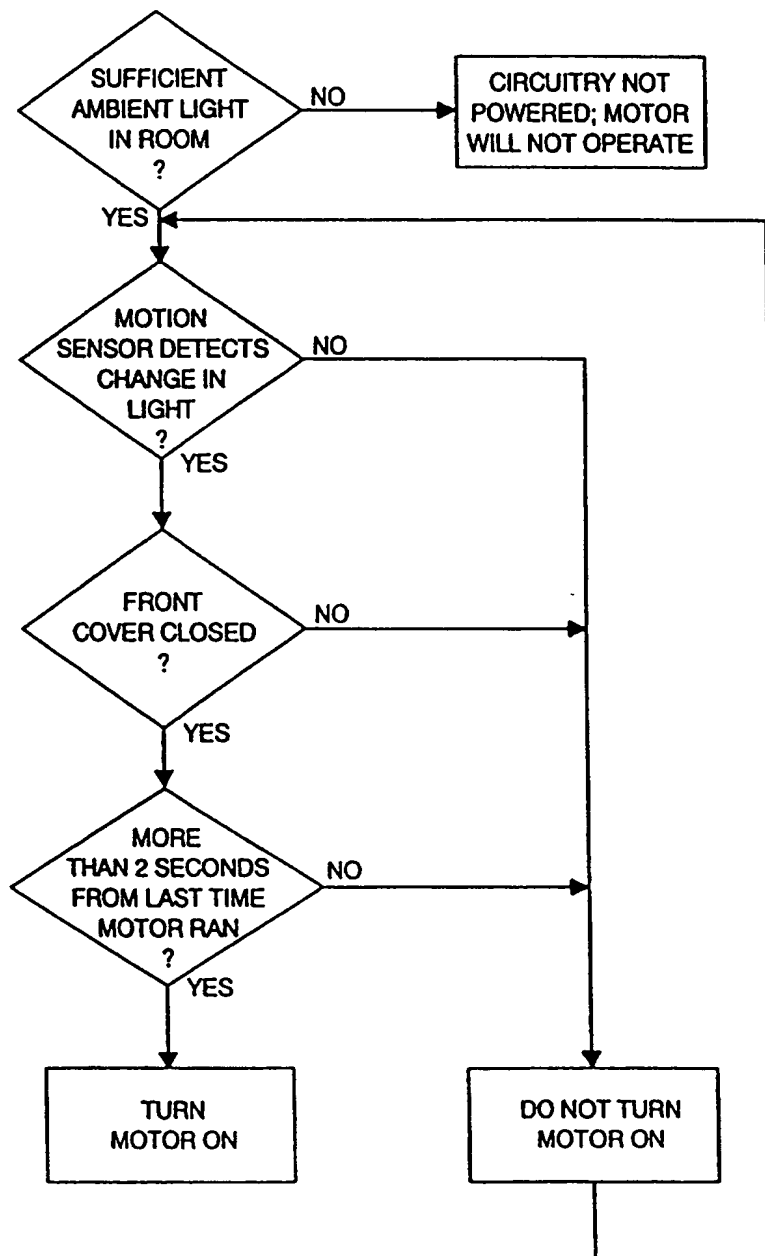 SUFFICIENT
AMBIENT LIGHT
IN ROOM
?
NO
CIRCUITRY NOT
POWERED; MOTOR
WILL NOT OPERATE
YES
MOTION
SENSOR DETECTS
CHANGE IN
LIGHT
?
NO
YES
FRONT
COVER CLOSED
?
NO
YES
MORE
THAN 2 SECONDS
FROM LAST TIME
MOTOR RAN
?
NO
YES
TURN
MOTOR ON
DO NOT TURN
MOTOR ON